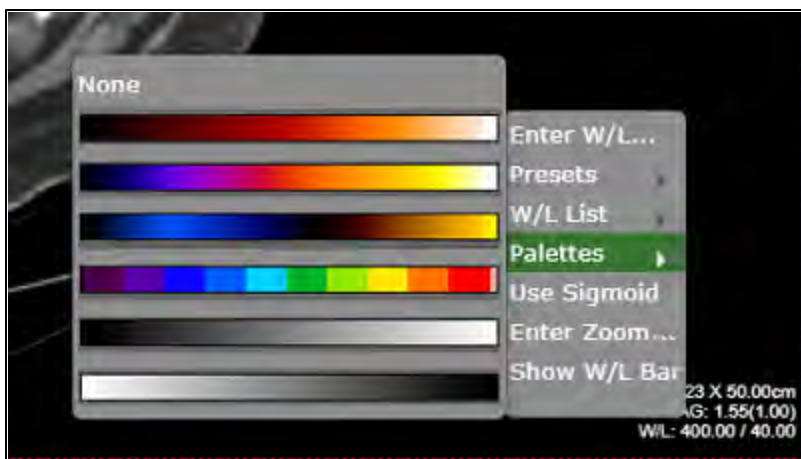 None
Enter W/L...
Presets
W/L List
Palettes
Use Sigmoid
Enter Zoom...
Show W/L Bar
23 X 50.00cm
G: 1.55(1.00)
W/L: 400.00 / 40.00